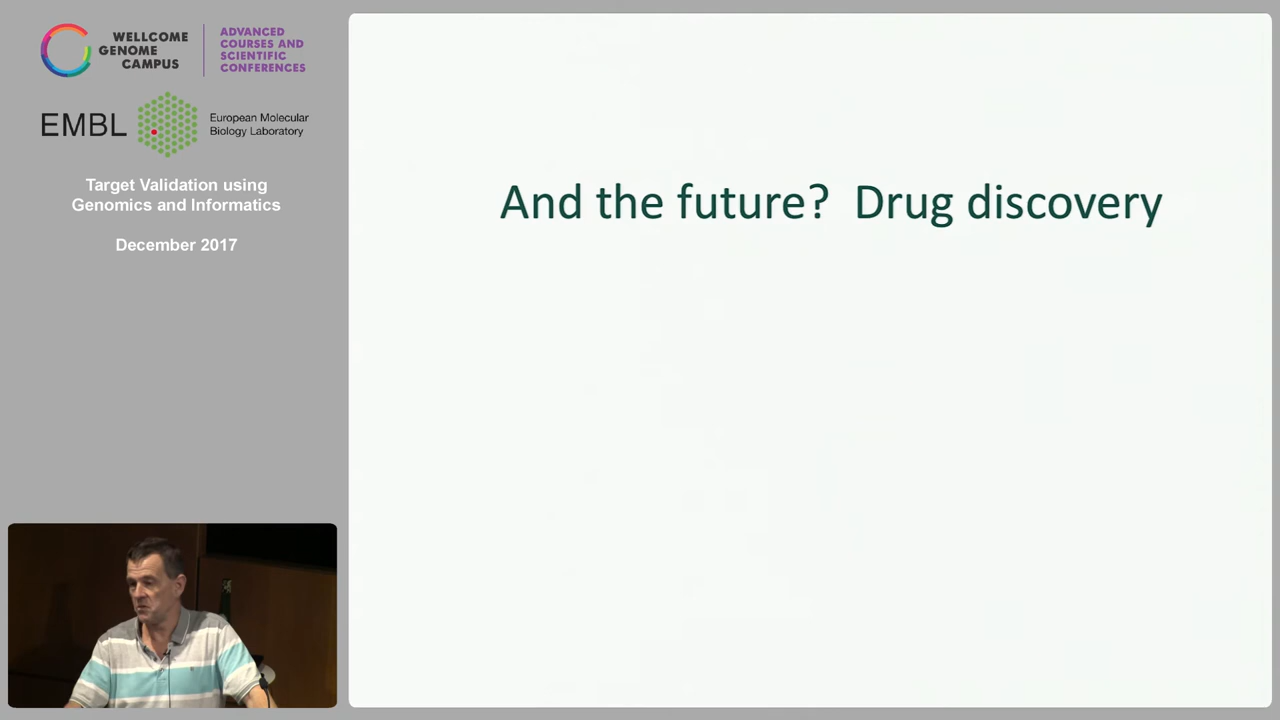 WELLCOME
GENOME
CAMPUS
ADVANCED
COURSES AND
SCIENTIFIC
CONFERENCES
EMBL
European Molecular
Biology Laboratory
Target Validation using
Genomics and Informatics
December 2017
And the future?  Drug discovery